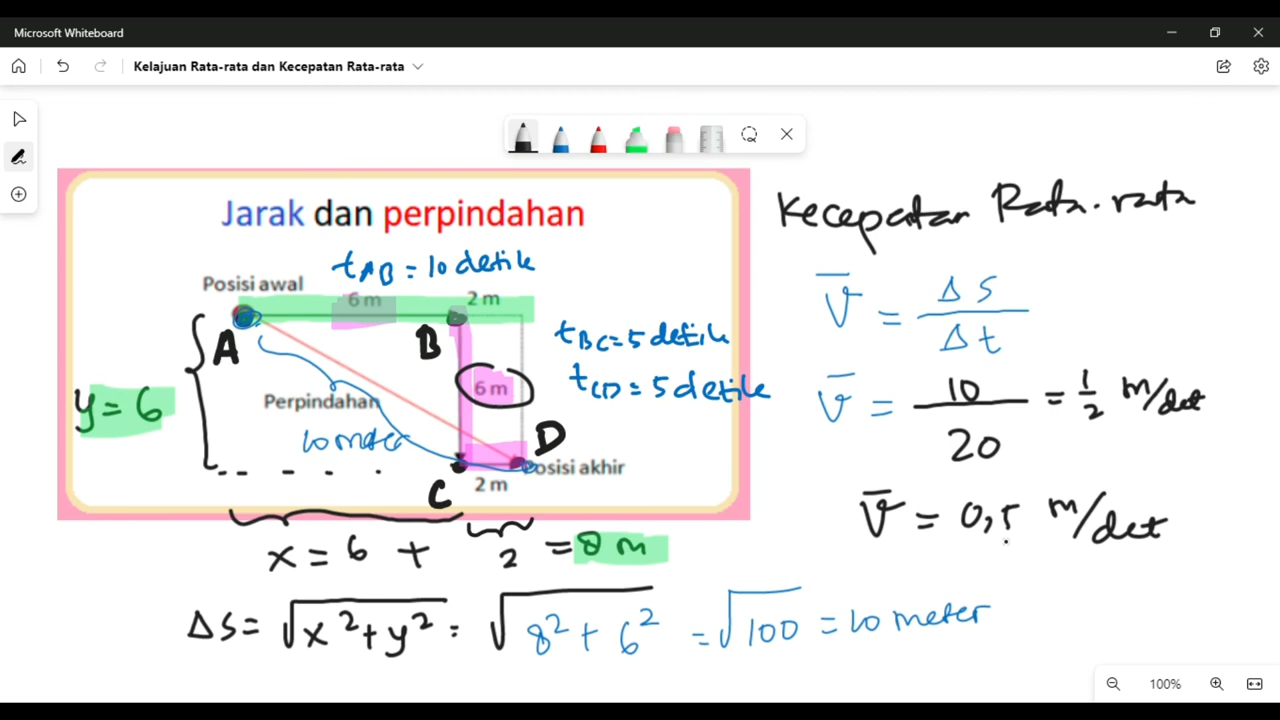 Microsoft Whiteboard
Kelajuan Rata-rata dan Kecepatan Rata-rata
Jarak dan perpindahan
tAB = 10 detik
Posisi awal
6 m
2 m
A
B
tBC = 5 detik
tCD = 5 detik
y = 6
6 m
Perpindahan
10 meter
D
Posisi akhir
C
2 m
x = 6 + 2 = 8 m
Δs = √x² + y² = √8² + 6² = √100 = 10 meter
Kecepatan Rata-rata
v̅ = Δs / Δt
v̅ = 10 / 20 = 1/2 m/det
v̅ = 0,5 m/det
100%